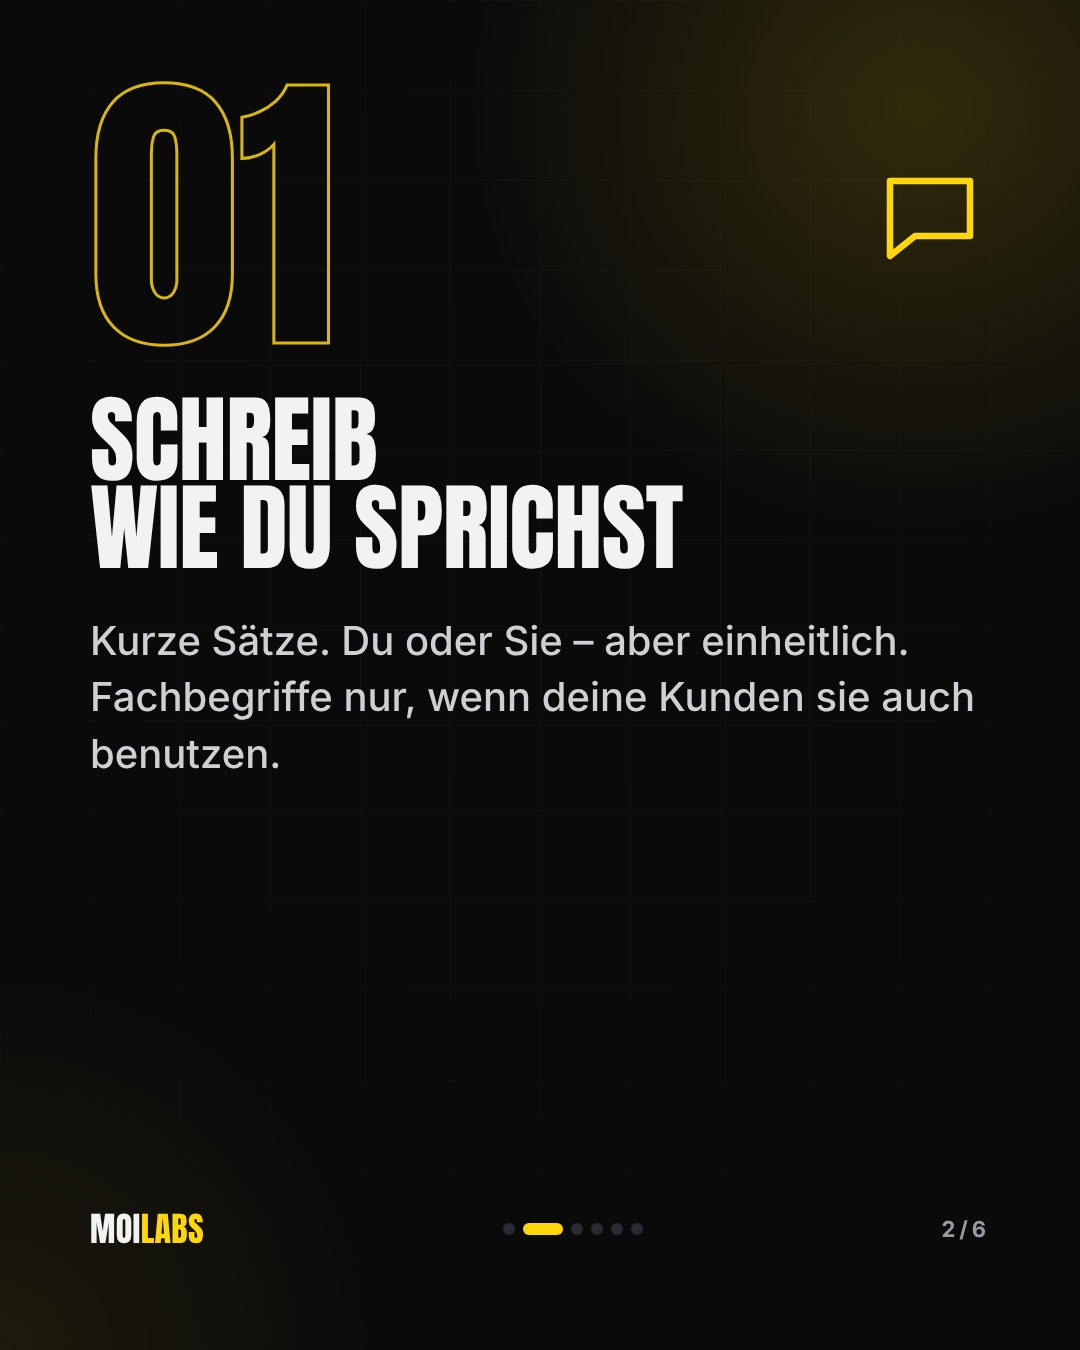 01
SCHREIB
WIE DU SPRICHST
Kurze Sätze. Du oder Sie – aber einheitlich.
Fachbegriffe nur, wenn deine Kunden sie auch
benutzen.
MOILABS
2/6